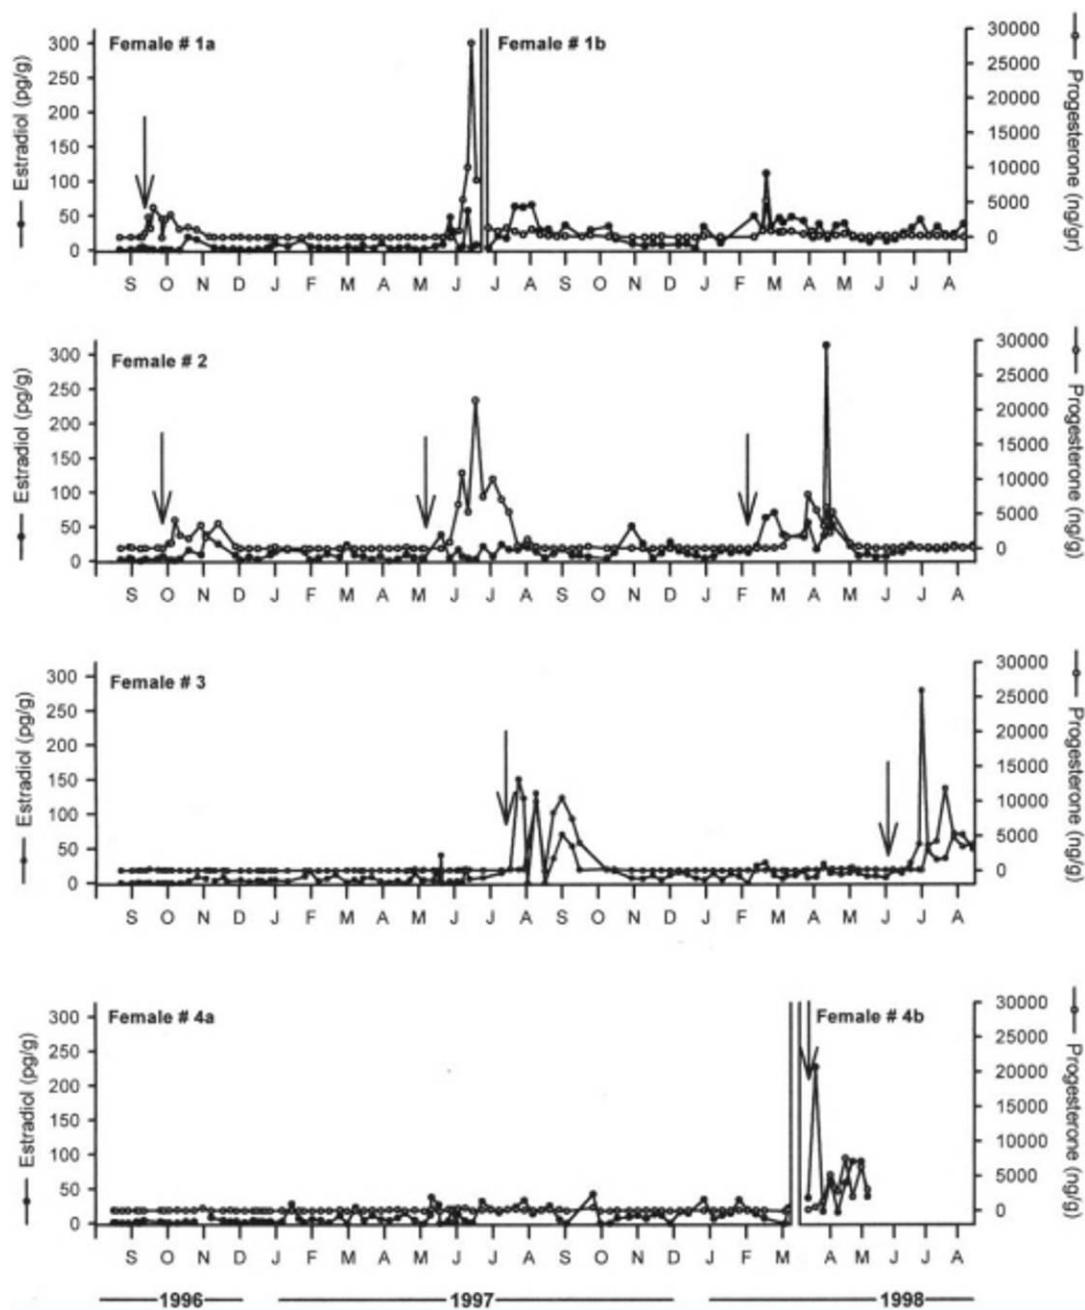 Female # 1a
Female # 1b
Estradiol (pg/g)
300
250
200
150
100
50
0
30000
25000
20000
15000
10000
5000
0
Progesterone (ng/gr)
S O N D J F M A M J J A S O N D J F M A M J J A
Female # 2
Estradiol (pg/g)
300
250
200
150
100
50
0
30000
25000
20000
15000
10000
5000
0
Progesterone (ng/g)
S O N D J F M A M J J A S O N D J F M A M J J A
Female # 3
Estradiol (pg/g)
300
250
200
150
100
50
0
30000
25000
20000
15000
10000
5000
0
Progesterone (ng/g)
S O N D J F M A M J J A S O N D J F M A M J J A
Female # 4a
Female # 4b
Estradiol (pg/g)
300
250
200
150
100
50
0
30000
25000
20000
15000
10000
5000
0
Progesterone (ng/g)
S O N D J F M A M J J A S O N D J F M A M J J A
1996 1997 1998